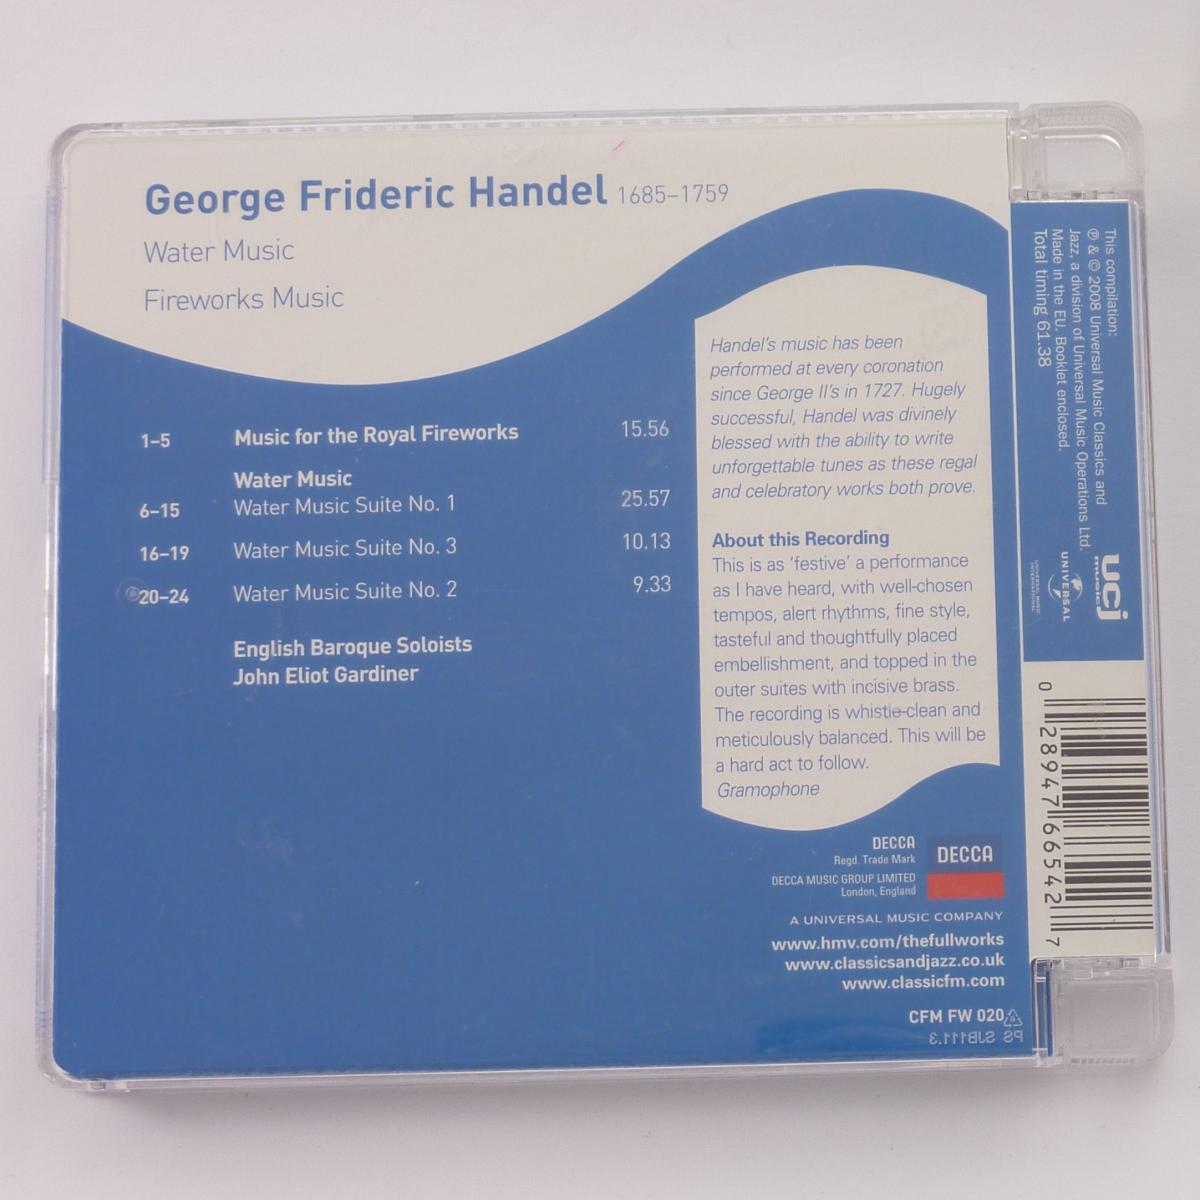 George Frideric Handel 1685–1759
Water Music
Fireworks Music
1–5 Music for the Royal Fireworks 15.56
Water Music
6–15 Water Music Suite No. 1 25.57
16–19 Water Music Suite No. 3 10.13
20–24 Water Music Suite No. 2 9.33
English Baroque Soloists
John Eliot Gardiner
Handel's music has been
performed at every coronation
since George II's in 1727. Hugely
successful, Handel was divinely
blessed with the ability to write
unforgettable tunes as these regal
and celebratory works both prove.
About this Recording
This is as 'festive' a performance
as I have heard, with well-chosen
tempos, alert rhythms, fine style,
tasteful and thoughtfully placed
embellishment, and topped in the
outer suites with incisive brass.
The recording is whistle-clean and
meticulously balanced. This will be
a hard act to follow.
Gramophone
DECCA
Regd. Trade Mark
DECCA MUSIC GROUP LIMITED
London, England
DECCA
A UNIVERSAL MUSIC COMPANY
www.hmv.com/thefullworks
www.classicsandjazz.co.uk
www.classicfm.com
CFM FW 020
PS SJB111.3
This compilation:
℗ & © 2008 Universal Music Classics and
Jazz, a division of Universal Music Operations Ltd.
Made in the EU. Booklet enclosed.
Total timing 61.38
ucj
music
UNIVERSAL
UNIVERSAL MUSIC
INTERNATIONAL
0 28947 66542 7